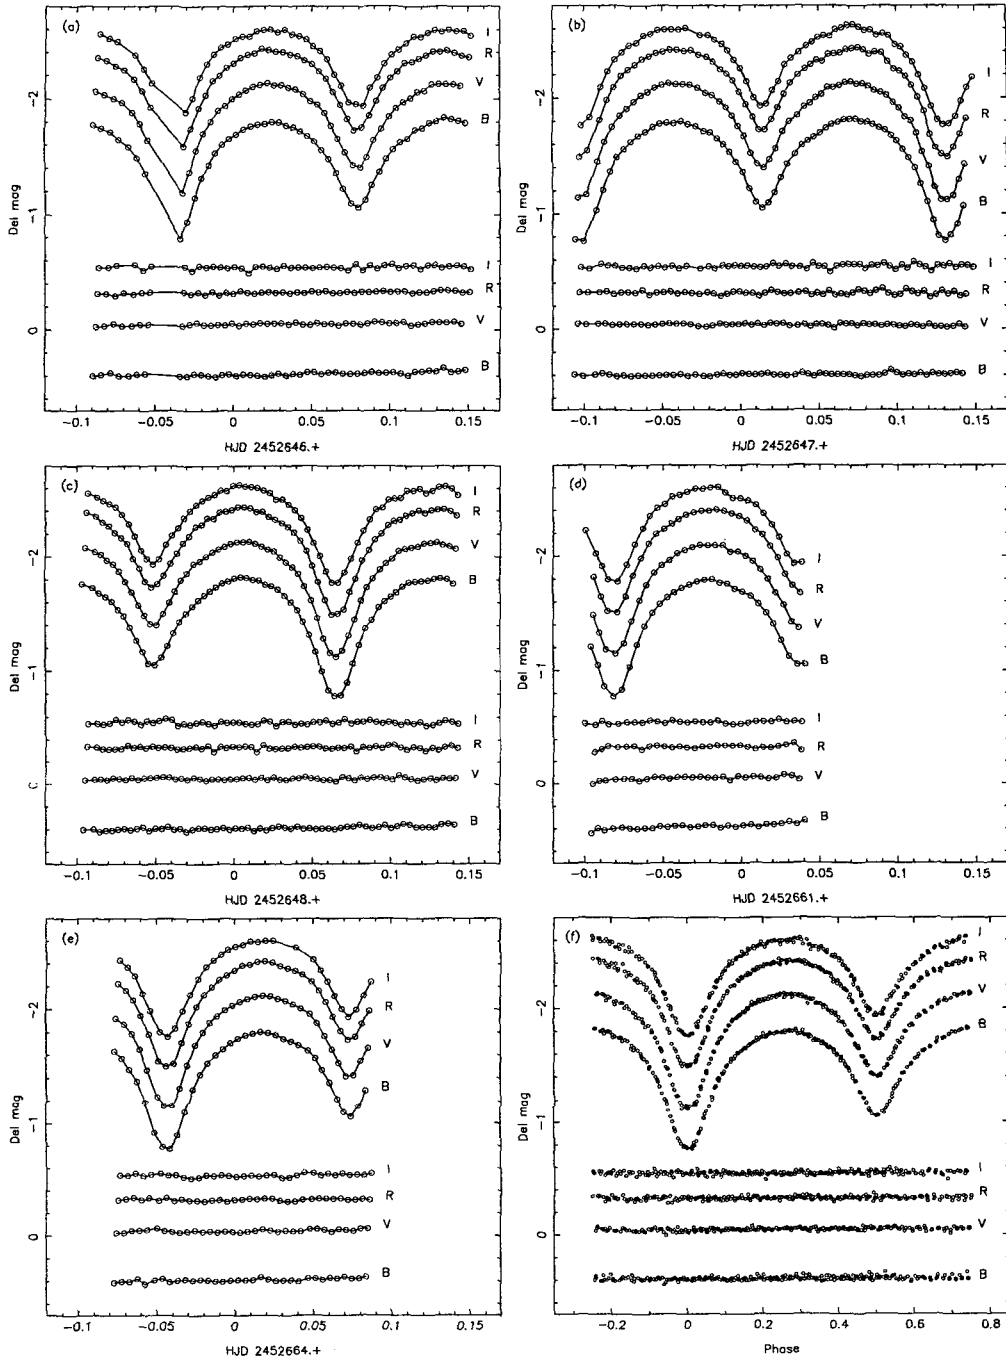 (a)
I
R
V
B
I
R
V
B
Del mag
-2
-1
0
-0.1
-0.05
0
0.05
0.1
0.15
HJD 2452646.+
(b)
I
R
V
B
I
R
V
B
Del mag
-2
-1
0
-0.1
-0.05
0
0.05
0.1
0.15
HJD 2452647.+
(c)
I
R
V
B
I
R
V
B
Del mag
-2
-1
0
-0.1
-0.05
0
0.05
0.1
0.15
HJD 2452648.+
(d)
I
R
V
B
I
R
V
B
Del mag
-2
-1
0
-0.1
-0.05
0
0.05
0.1
0.15
HJD 2452661.+
(e)
I
R
V
B
I
R
V
B
Del mag
-2
-1
0
-0.1
-0.05
0
0.05
0.1
0.15
HJD 2452664.+
(f)
I
R
V
B
I
R
V
B
Del mag
-2
-1
0
-0.2
0
0.2
0.4
0.6
0.8
Phase